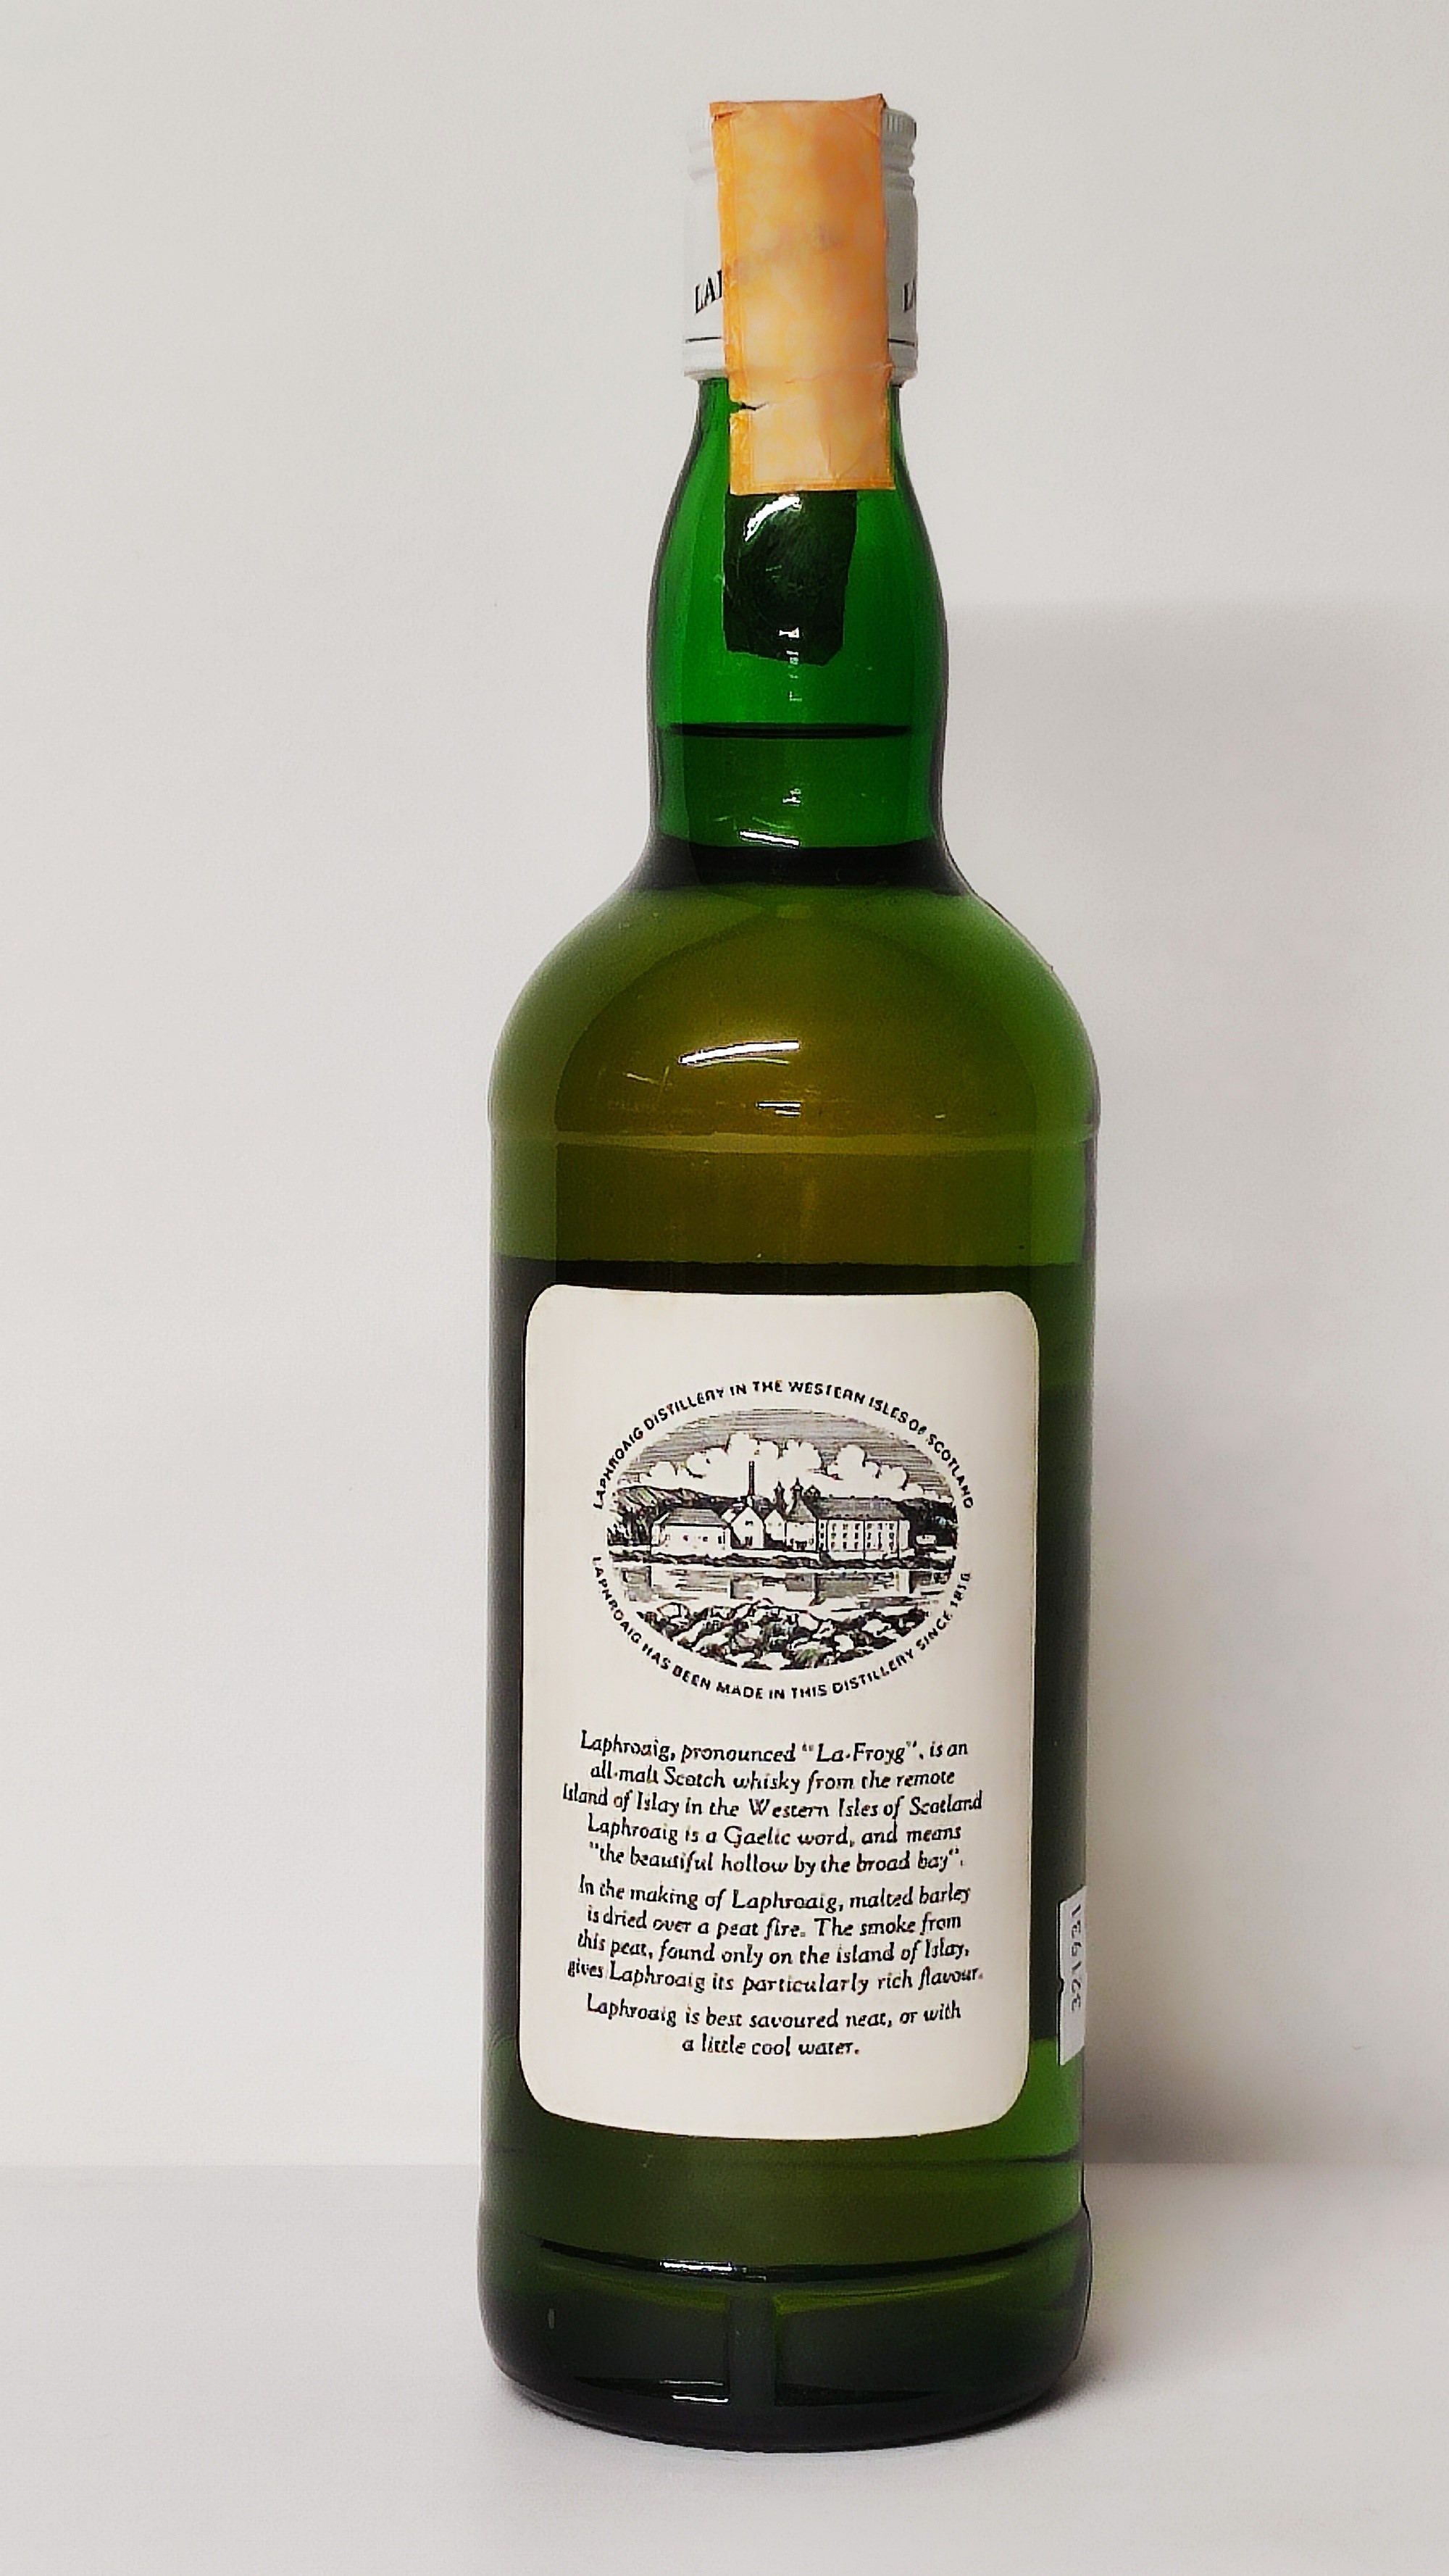 LAP
LA
LAPHROAIG DISTILLERY IN THE WESTERN ISLES OF SCOTLAND
LAPHROAIG HAS BEEN MADE IN THIS DISTILLERY SINCE
Laphroaig, pronounced "La-Froyg", is an
all-malt Scotch whisky from the remote
island of Islay in the Western Isles of Scotland
Laphroaig is a Gaelic word, and means
"the beautiful hollow by the broad bay".
In the making of Laphroaig, malted barley
is dried over a peat fire. The smoke from
this peat, found only on the island of Islay,
gives Laphroaig its particularly rich flavour.
Laphroaig is best savoured neat, or with
a little cool water.